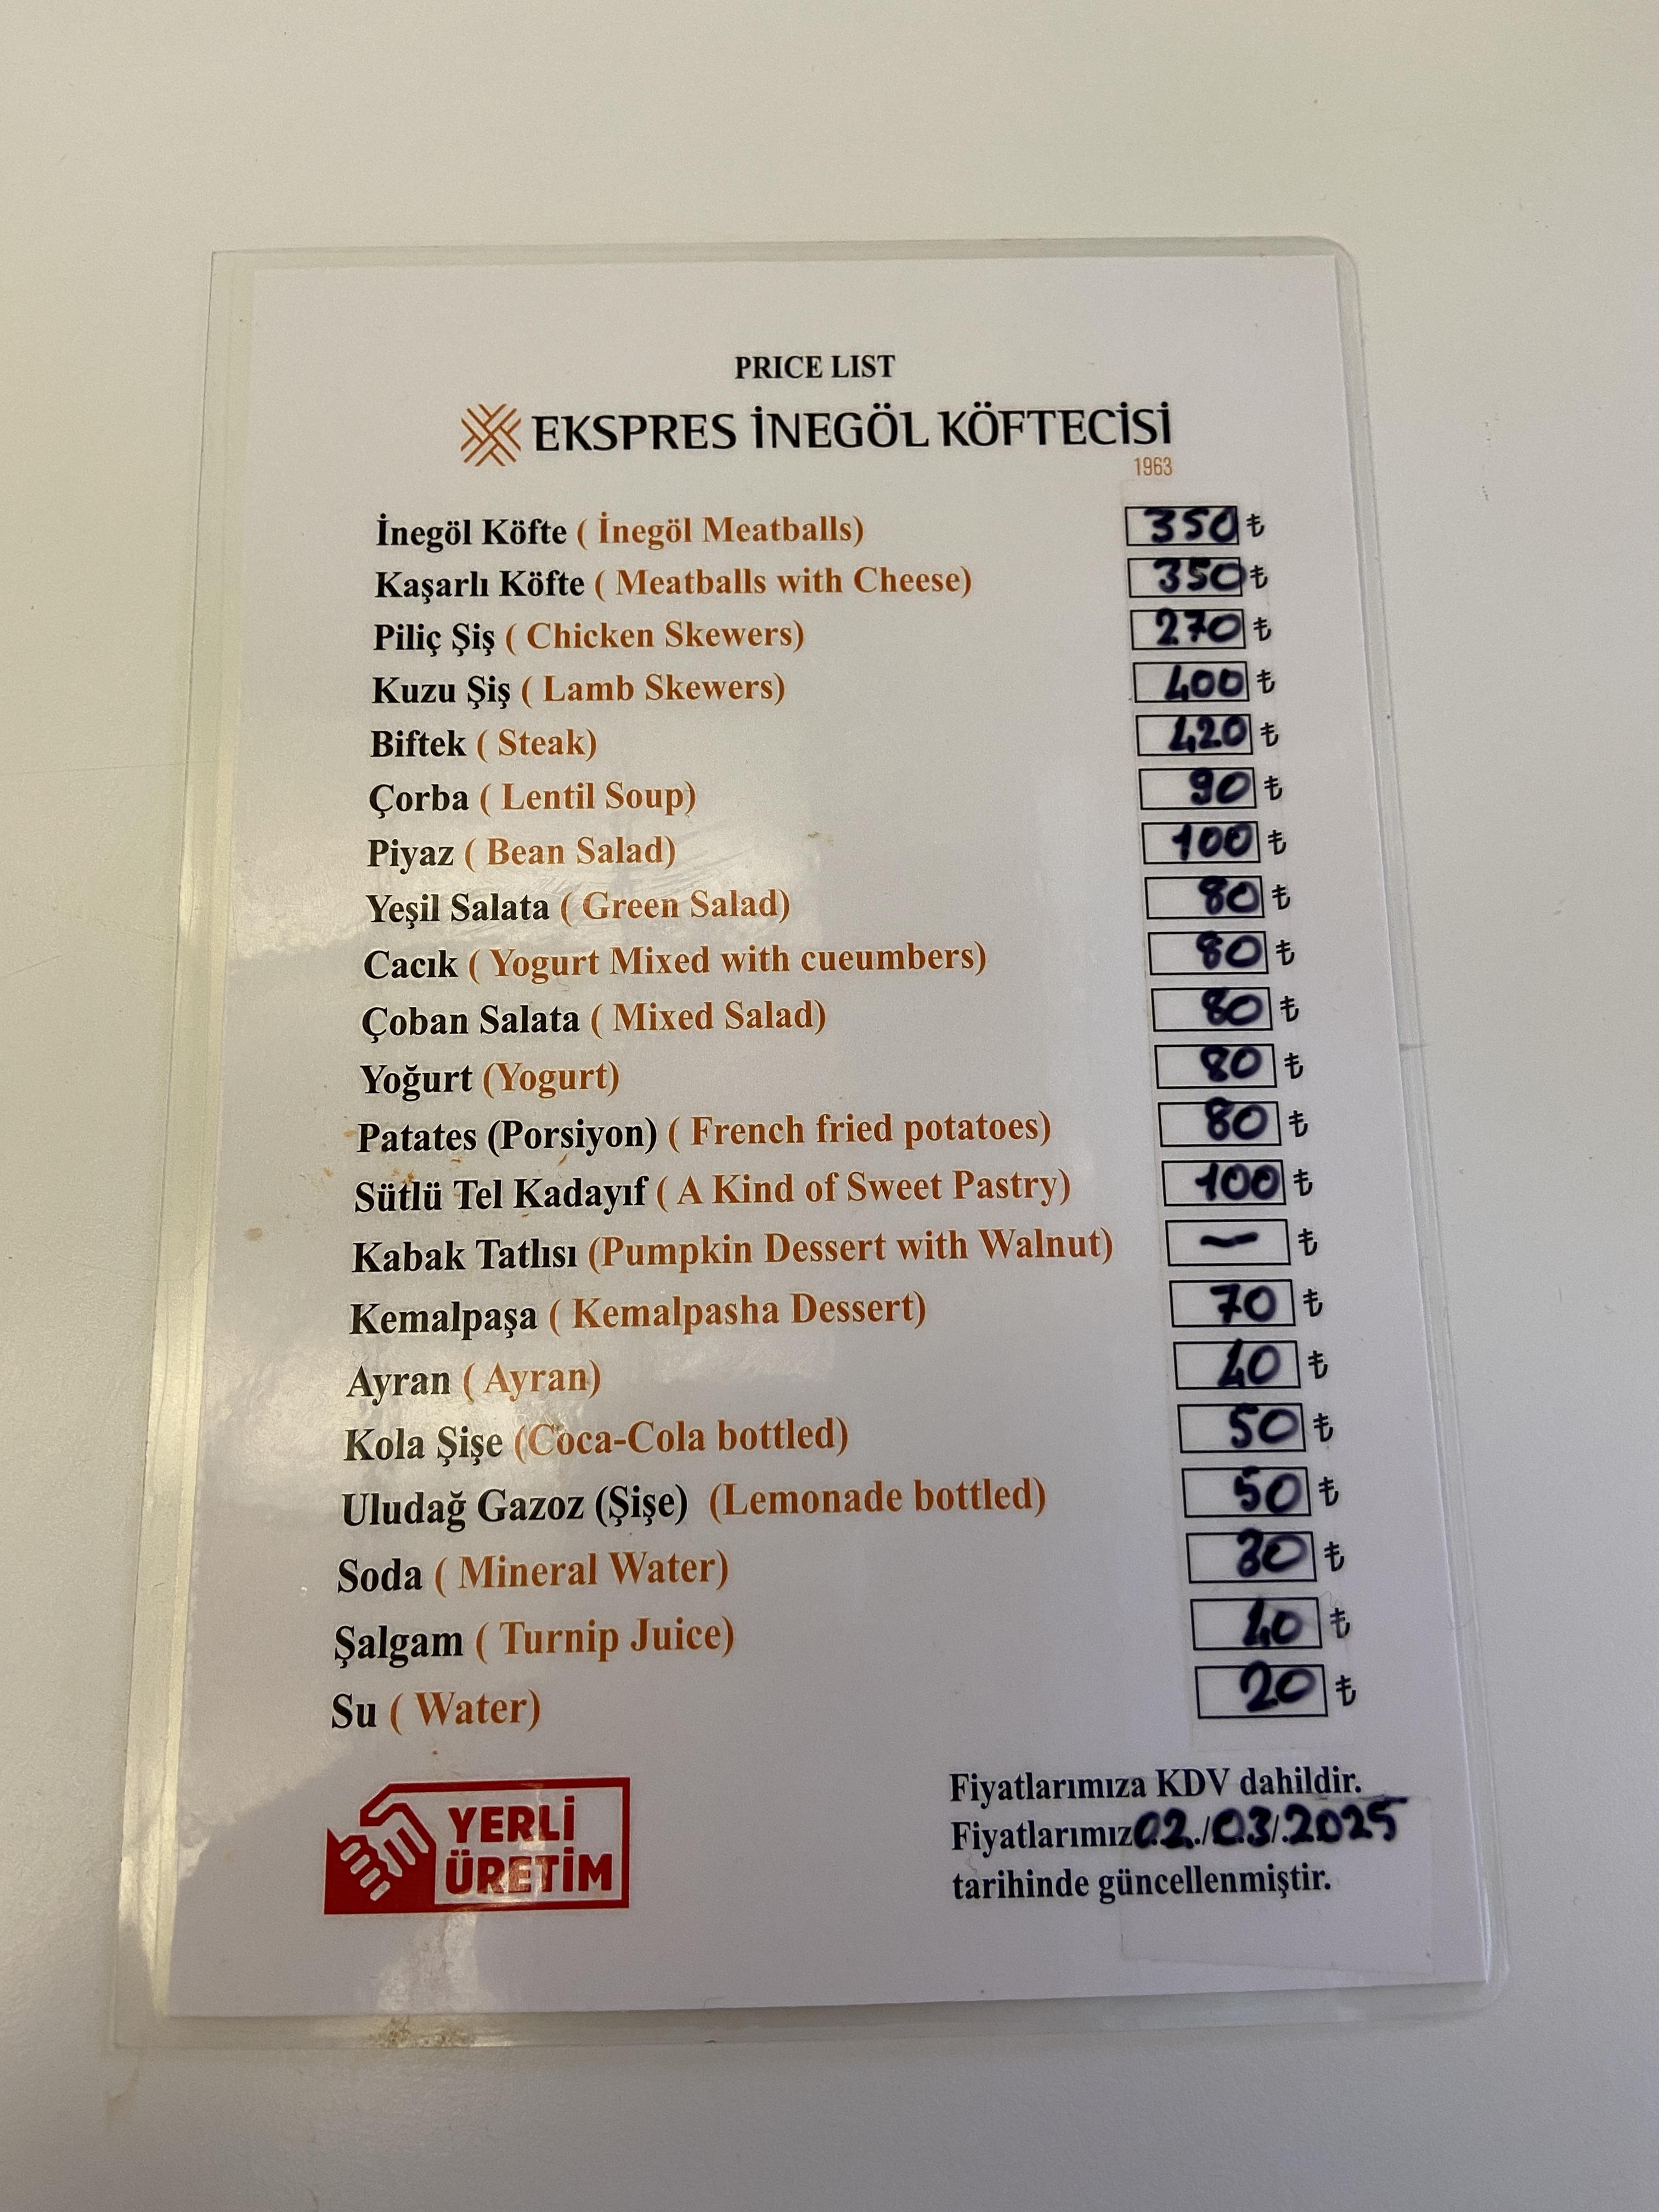 PRICE LIST
EKSPRES İNEGÖL KÖFTECİSİ
1963
İnegöl Köfte ( İnegöl Meatballs) 350 ₺
Kaşarlı Köfte ( Meatballs with Cheese) 350 ₺
Piliç Şiş ( Chicken Skewers) 270 ₺
Kuzu Şiş ( Lamb Skewers) 400 ₺
Biftek ( Steak) 420 ₺
Çorba ( Lentil Soup) 90 ₺
Piyaz ( Bean Salad) 100 ₺
Yeşil Salata ( Green Salad) 80 ₺
Cacık ( Yogurt Mixed with cueumbers) 80 ₺
Çoban Salata ( Mixed Salad) 80 ₺
Yoğurt (Yogurt) 80 ₺
Patates (Porsiyon) ( French fried potatoes) 80 ₺
Sütlü Tel Kadayıf ( A Kind of Sweet Pastry) 100 ₺
Kabak Tatlısı (Pumpkin Dessert with Walnut) — ₺
Kemalpaşa ( Kemalpasha Dessert) 70 ₺
Ayran ( Ayran) 40 ₺
Kola Şişe (Coca-Cola bottled) 50 ₺
Uludağ Gazoz (Şişe) (Lemonade bottled) 50 ₺
Soda ( Mineral Water) 30 ₺
Şalgam ( Turnip Juice) 40 ₺
Su ( Water) 20 ₺
YERLİ
ÜRETİM
Fiyatlarımıza KDV dahildir.
Fiyatlarımız 02./03/.2025
tarihinde güncellenmiştir.